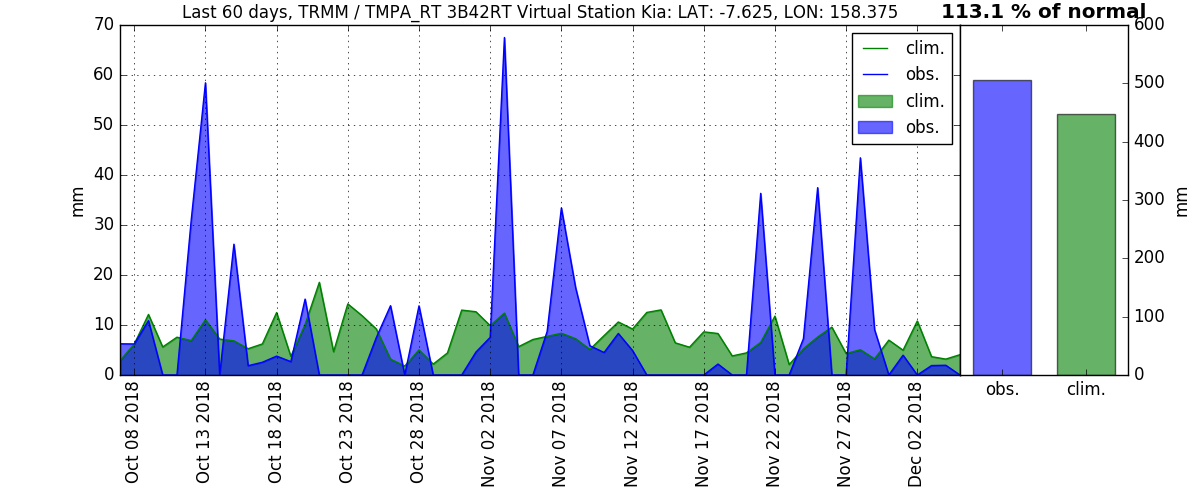 Last 60 days, TRMM / TMPA_RT 3B42RT Virtual Station Kia: LAT: -7.625, LON: 158.375
113.1 % of normal
70
60
50
40
30
20
10
0
mm
clim.
obs.
clim.
obs.
Oct 08 2018
Oct 13 2018
Oct 18 2018
Oct 23 2018
Oct 28 2018
Nov 02 2018
Nov 07 2018
Nov 12 2018
Nov 17 2018
Nov 22 2018
Nov 27 2018
Dec 02 2018
600
500
400
300
200
100
0
mm
obs.
clim.